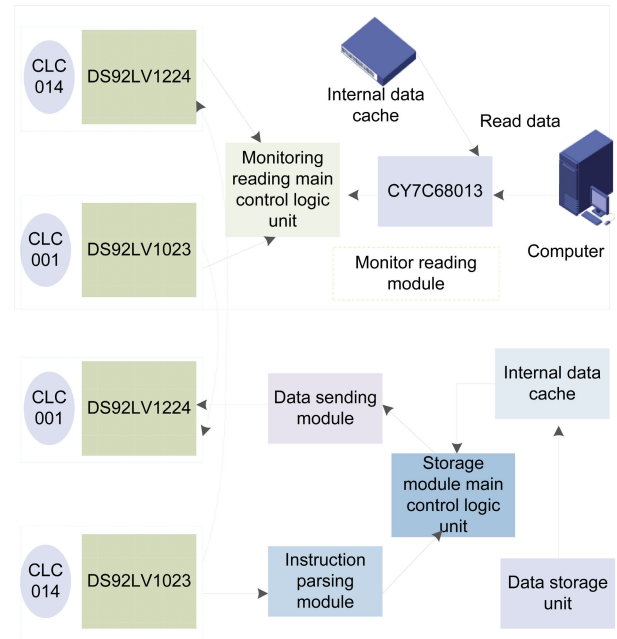 CLC
014
DS92LV1224
Internal data
cache
Read data
Monitoring
reading main
control logic
unit
CY7C68013
Computer
CLC
001
DS92LV1023
Monitor reading
module
CLC
001
DS92LV1224
Data sending
module
Internal data
cache
Storage
module main
control logic
unit
CLC
014
DS92LV1023
Instruction
parsing
module
Data storage
unit